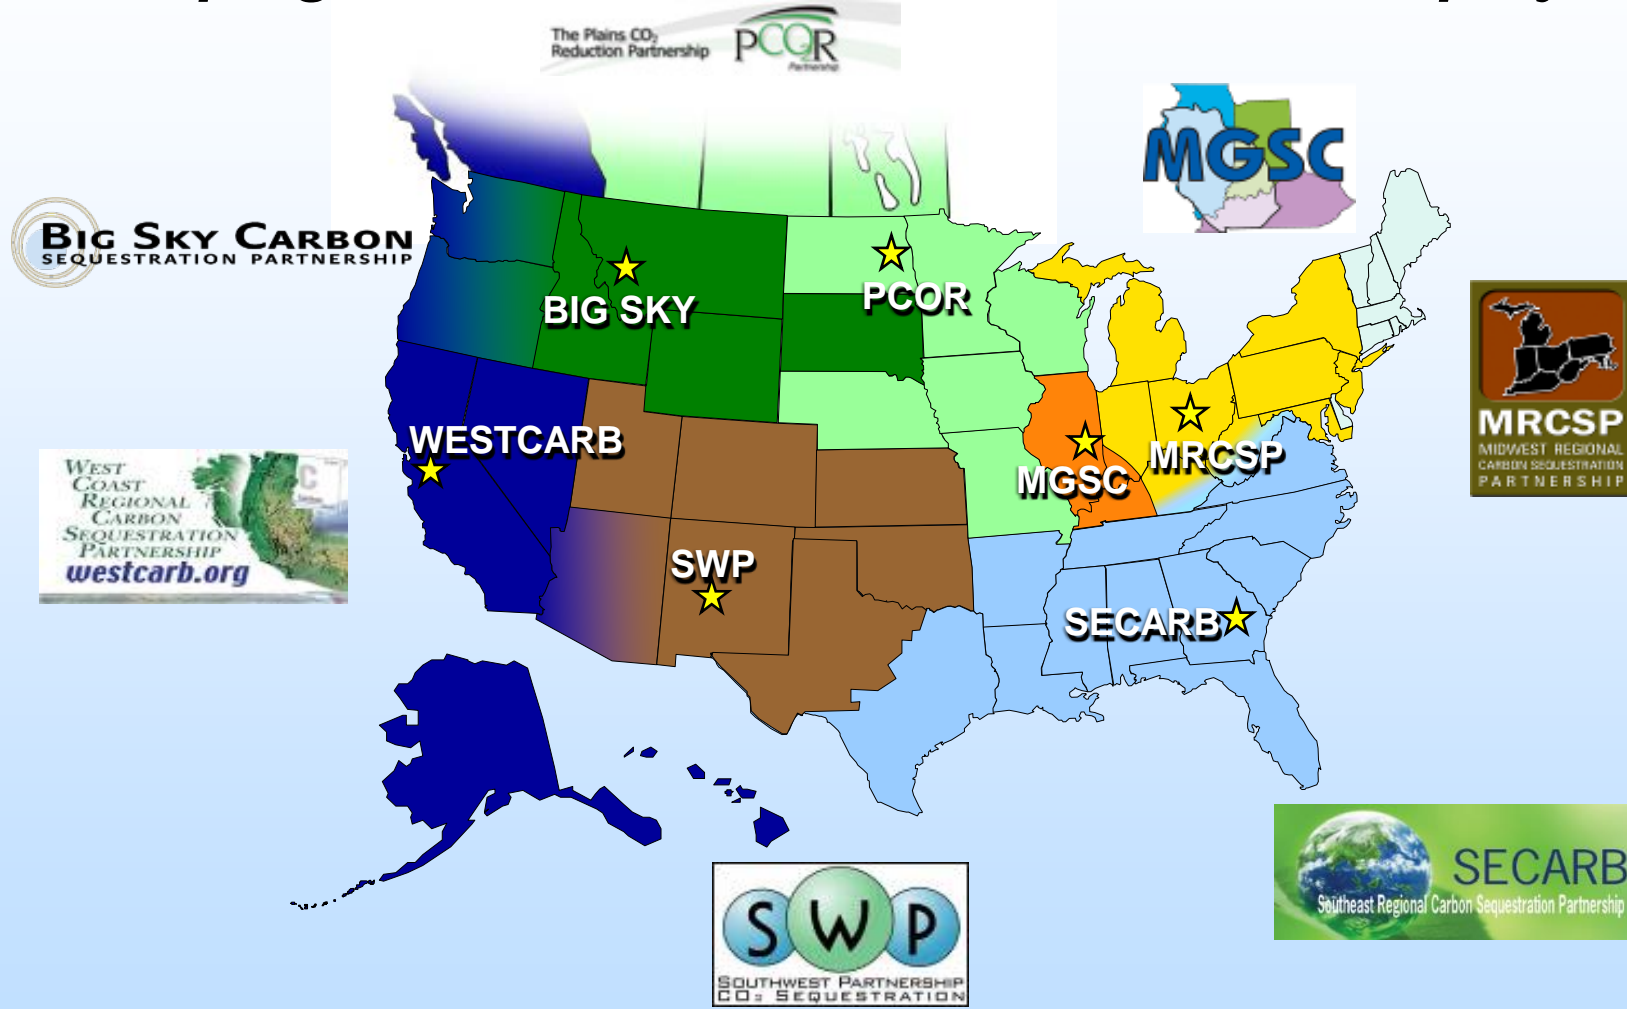 The Plains CO₂
Reduction Partnership
PCO₂R
Partnership
MGSC
BIG SKY CARBON
SEQUESTRATION PARTNERSHIP
BIG SKY
PCOR
MRCSP
MIDWEST REGIONAL
CARBON SEQUESTRATION
PARTNERSHIP
WESTCARB
MGSC
MRCSP
WEST
COAST
REGIONAL
CARBON
SEQUESTRATION
PARTNERSHIP
westcarb.org
C
SWP
SECARB
SECARB
Southeast Regional Carbon Sequestration Partnership
SWP
SOUTHWEST PARTNERSHIP
CO₂ SEQUESTRATION